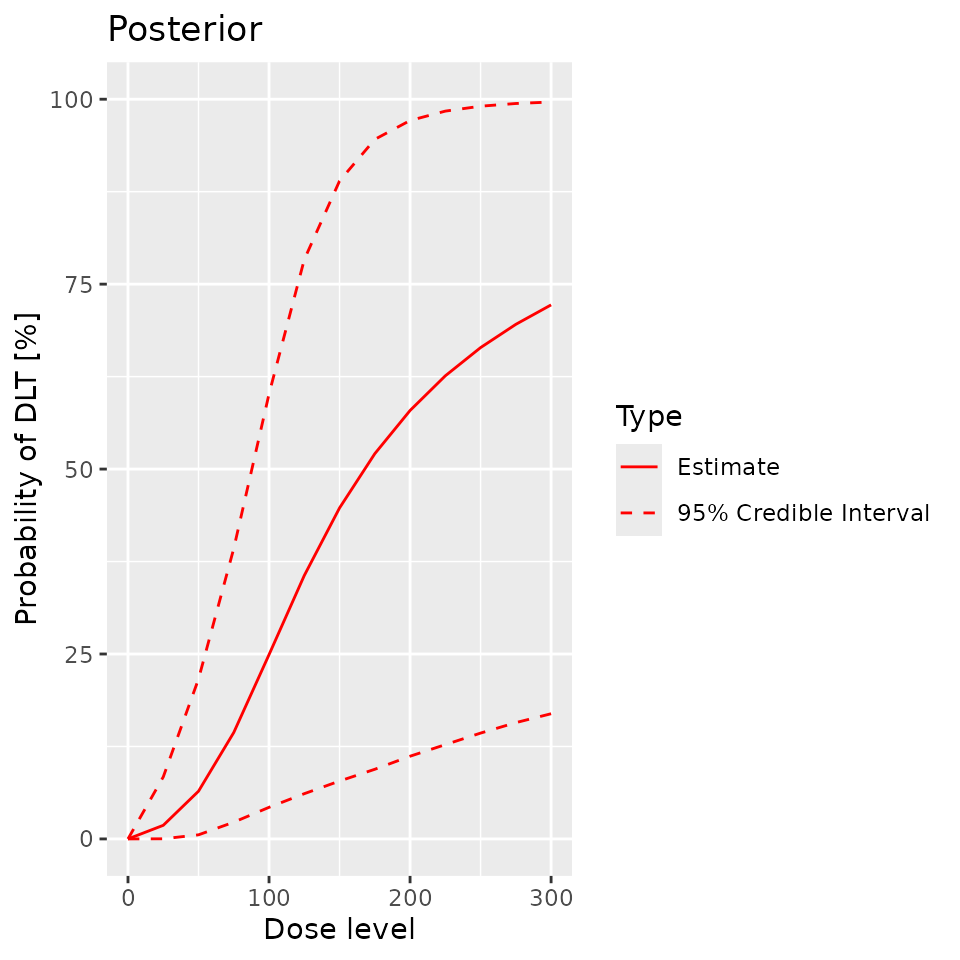 Posterior
Probability of DLT [%]
100
75
50
25
0
0 100 200 300
Dose level
Type
Estimate
95% Credible Interval